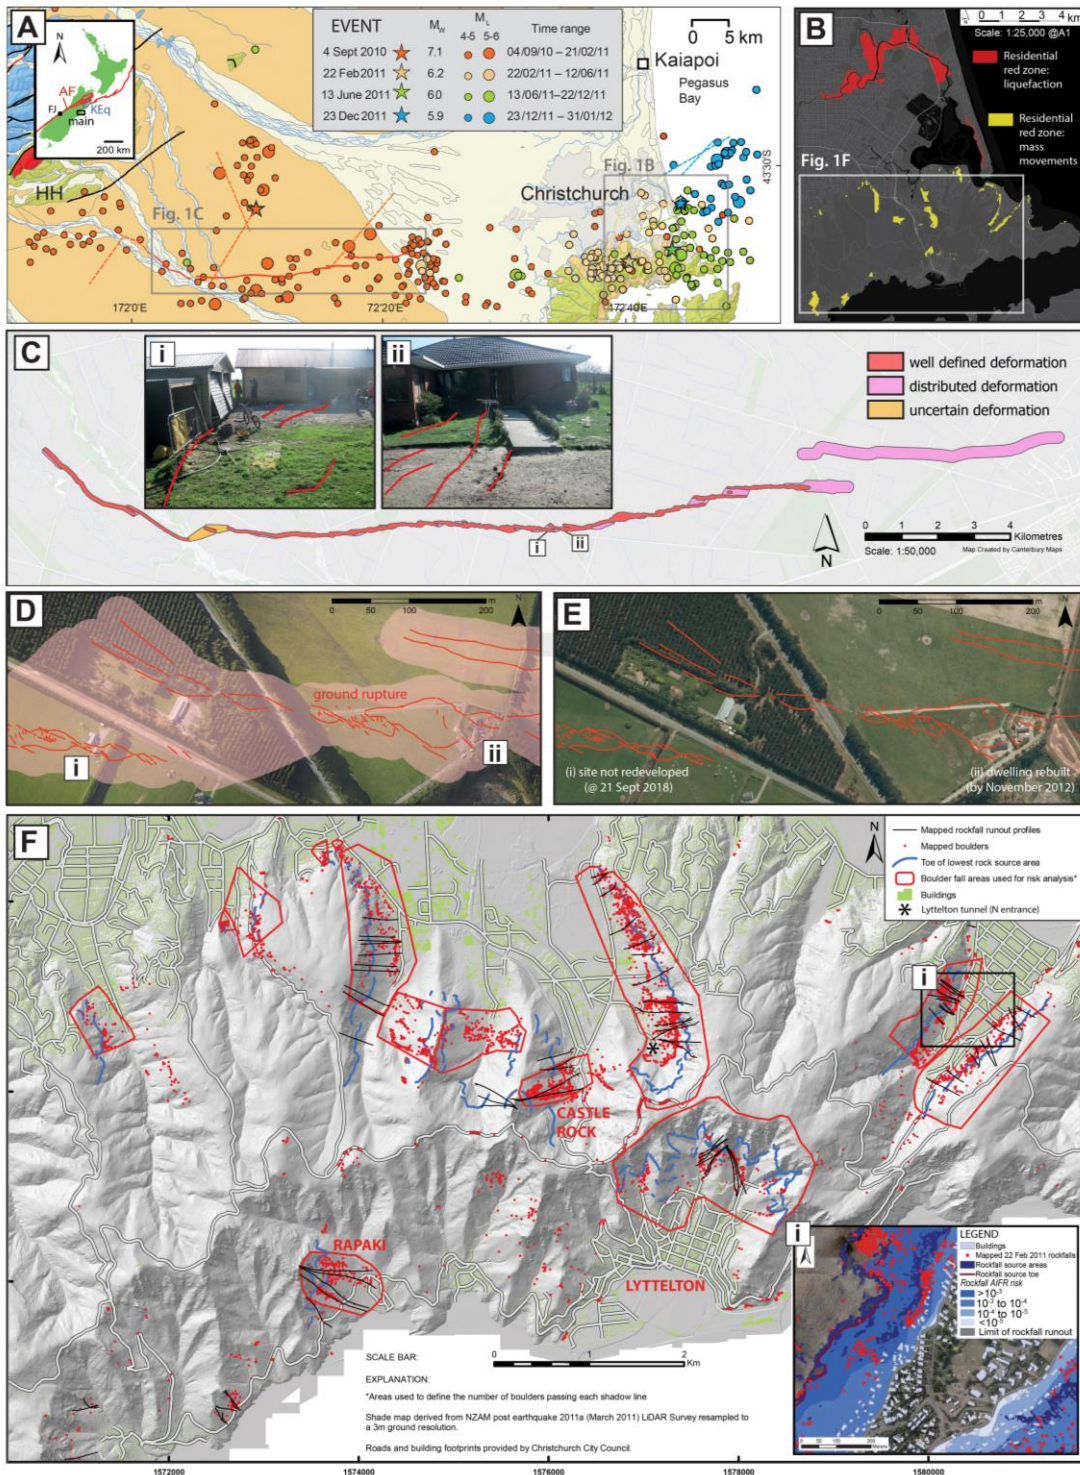 A
N
AF
FJ
KEq
main
200 km
HH
EVENT Mw ML Time range
4-5 5-6
4 Sept 2010 7.1 04/09/10 – 21/02/11
22 Feb 2011 6.2 22/02/11 – 12/06/11
13 June 2011 6.0 13/06/11–22/12/11
23 Dec 2011 5.9 23/12/11 – 31/01/12
0 5 km
Kaiapoi
Pegasus
Bay
43°30'S
Fig. 1B
Christchurch
Fig. 1C
172°0'E
172°20'E
172°40'E
B
N
0 1 2 3 4 km
Scale: 1:25,000 @A1
Residential
red zone:
liquefaction
Residential
red zone:
mass
movements
Fig. 1F
C
i
ii
well defined deformation
distributed deformation
uncertain deformation
i
ii
N
0 1 2 3 4
Kilometres
Scale: 1:50,000
Map Created by Canterbury Maps
D
0 50 100 200
m
N
ground rupture
i
ii
E
0 50 100 200
m
N
(i) site not redeveloped
(@ 21 Sept 2018)
(ii) dwelling rebuilt
(by November 2012)
F
N
Mapped rockfall runout profiles
Mapped boulders
Toe of lowest rock source area
Boulder fall areas used for risk analysis*
Buildings
Lyttelton tunnel (N entrance)
i
CASTLE
ROCK
RAPAKI
LYTTELTON
SCALE BAR:
0 1 2
Km
EXPLANATION:
*Areas used to define the number of boulders passing each shadow line
Shade map derived from NZAM post earthquake 2011a (March 2011) LiDAR Survey resampled to
a 3m ground resolution.
Roads and building footprints provided by Christchurch City Council.
i
N
LEGEND
Buildings
Mapped 22 Feb 2011 rockfalls
Rockfall source areas
Rockfall source toe
Rockfall AIFR risk
>10⁻³
10⁻³ to 10⁻⁴
10⁻⁴ to 10⁻⁵
<10⁻⁵
Limit of rockfall runout
0 50 100 200
1572000 1574000 1576000 1578000 1580000